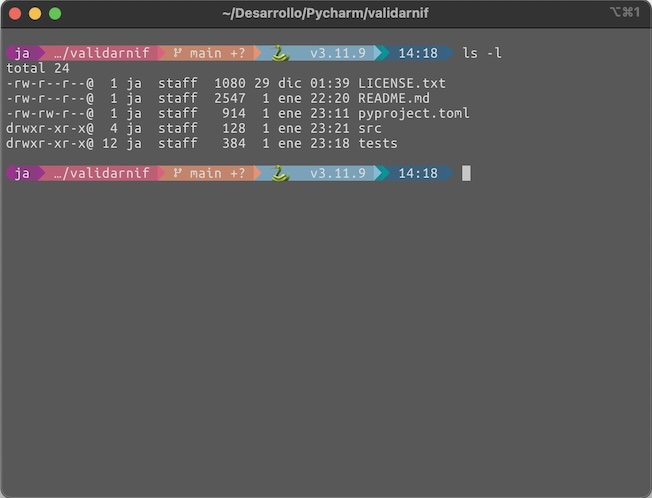 ~/Desarrollo/Pycharm/validarnif ⌥⌘1
ja …/validarnif main +? v3.11.9 14:18 ls -l
total 24
-rw-r--r--@  1 ja  staff  1080 29 dic 01:39 LICENSE.txt
-rw-r--r--@  1 ja  staff  2547  1 ene 22:20 README.md
-rw-rw-r--@  1 ja  staff   914  1 ene 23:11 pyproject.toml
drwxr-xr-x@  4 ja  staff   128  1 ene 23:21 src
drwxr-xr-x@ 12 ja  staff   384  1 ene 23:18 tests
ja …/validarnif main +? v3.11.9 14:18